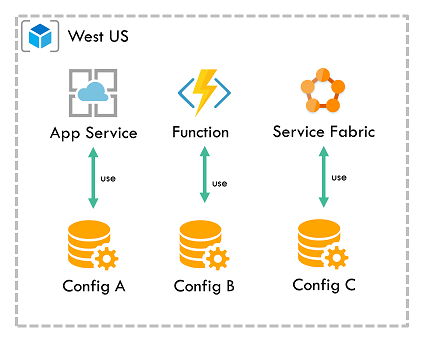 West US
App Service
Function
Service Fabric
use
use
use
Config A
Config B
Config C